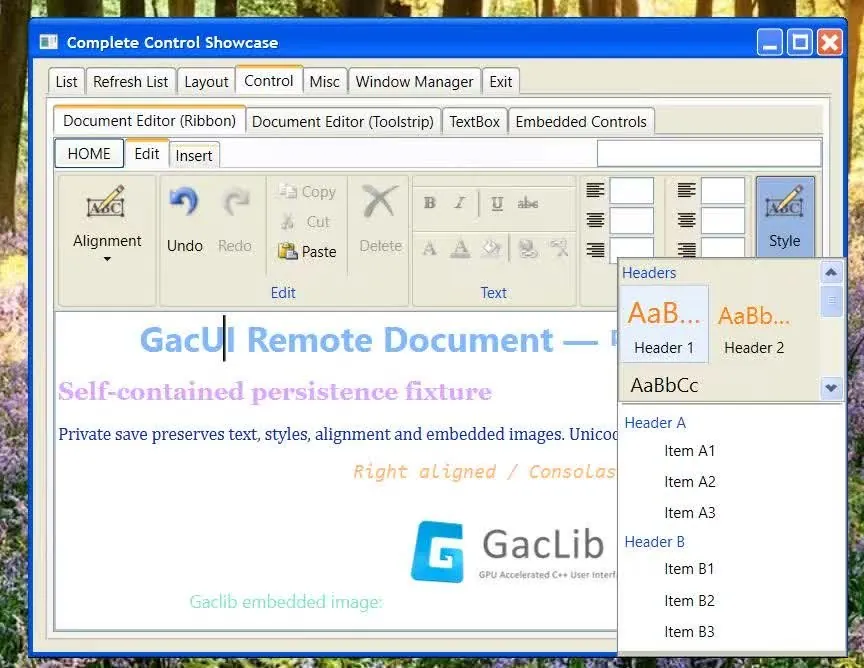 Complete Control Showcase
List Refresh List Layout Control Misc Window Manager Exit
Document Editor (Ribbon) Document Editor (Toolstrip) TextBox Embedded Controls
HOME Edit Insert
Alignment
Undo Redo
Copy
Cut
Paste
Delete
Edit
B I U abc
A A
Text
ABC
Style
Headers
AaB... AaBb...
Header 1 Header 2
AaBbCc
Header A
Item A1
Item A2
Item A3
Header B
Item B1
Item B2
Item B3
GacUI Remote Document —
Self-contained persistence fixture
Private save preserves text, styles, alignment and embedded images.
Right aligned / Consolas
G GacLib
GPU Accelerated C++ User
Gaclib embedded image: